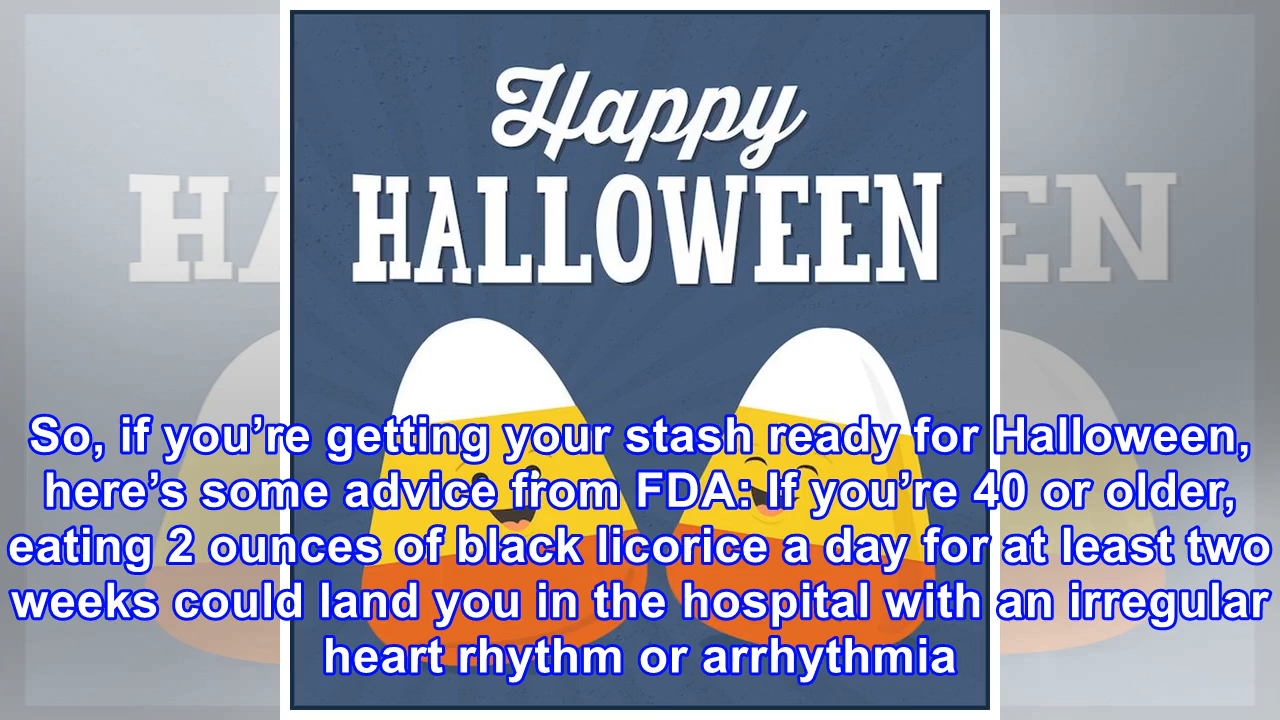 Happy
HALLOWEEN
So, if you’re getting your stash ready for Halloween,
here’s some advice from FDA: If you’re 40 or older,
eating 2 ounces of black licorice a day for at least two
weeks could land you in the hospital with an irregular
heart rhythm or arrhythmia